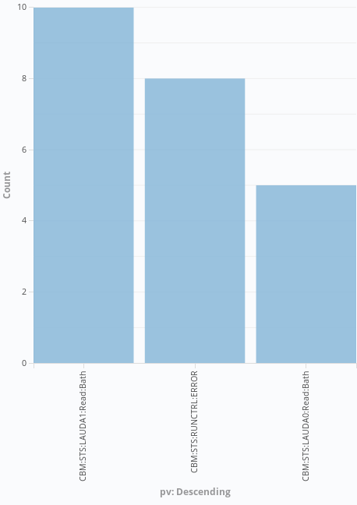 10
8
6
4
2
0
Count
CBM:STS:LAUDA1:Read:Bath
CBM:STS:RUNCTRL:ERROR
CBM:STS:LAUDA0:Read:Bath
pv: Descending